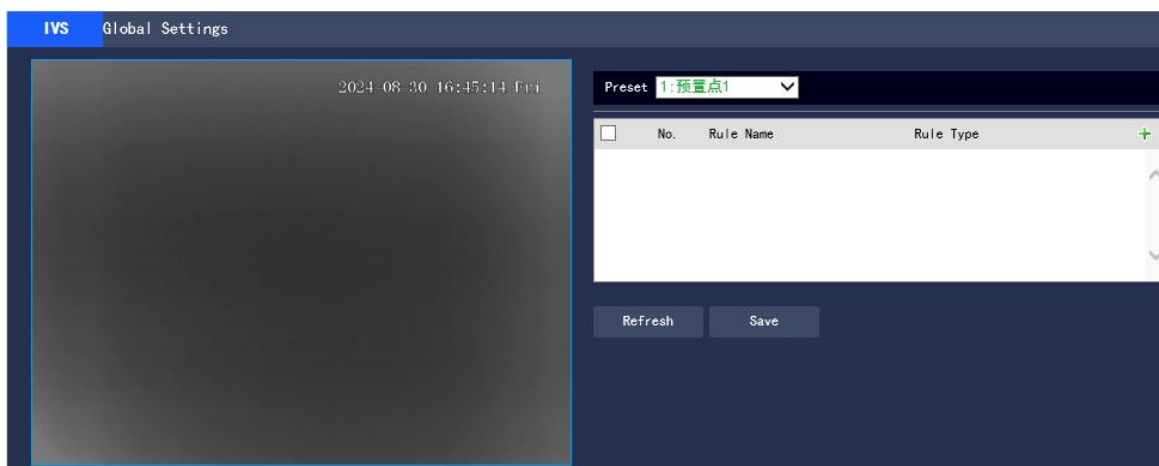 IVS Global Settings
2024-08-30 16:45:14 Fri
Preset 1:预置点1
No. Rule Name Rule Type
Refresh Save